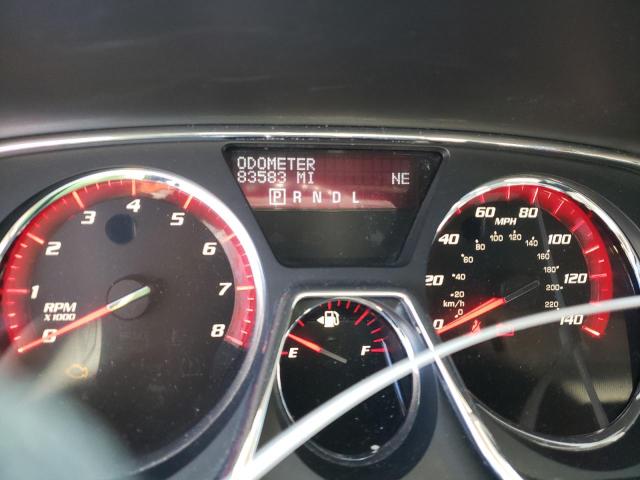 ODOMETER
83583 MI NE
P R N D L
0 1 2 3 4 5 6 7 8
RPM
X1000
E F
0 20 40 60 80 100 120 140
MPH
0 20 40 60 80 100 120 140 160 180 200 220
km/h